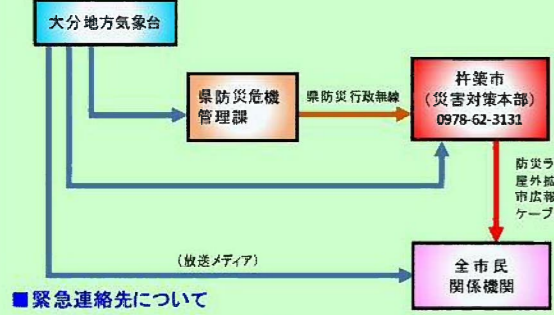 大分地方気象台
県防災危機
管理課
県防災行政無線
杵築市
(災害対策本部)
0978-62-3131
防災ラ
屋外拡
市広報
ケーブ
(放送メディア)
全市民
関係機関
■緊急連絡先について